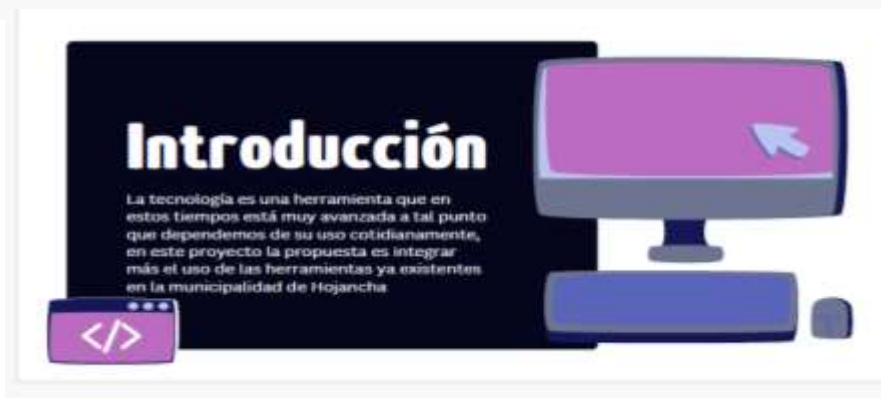 Introducción
La tecnología es una herramienta que en
estos tiempos está muy avanzada a tal punto
que dependemos de su uso cotidianamente,
en este proyecto la propuesta es integrar
más el uso de las herramientas ya existentes
en la municipalidad de Hojancha
</>